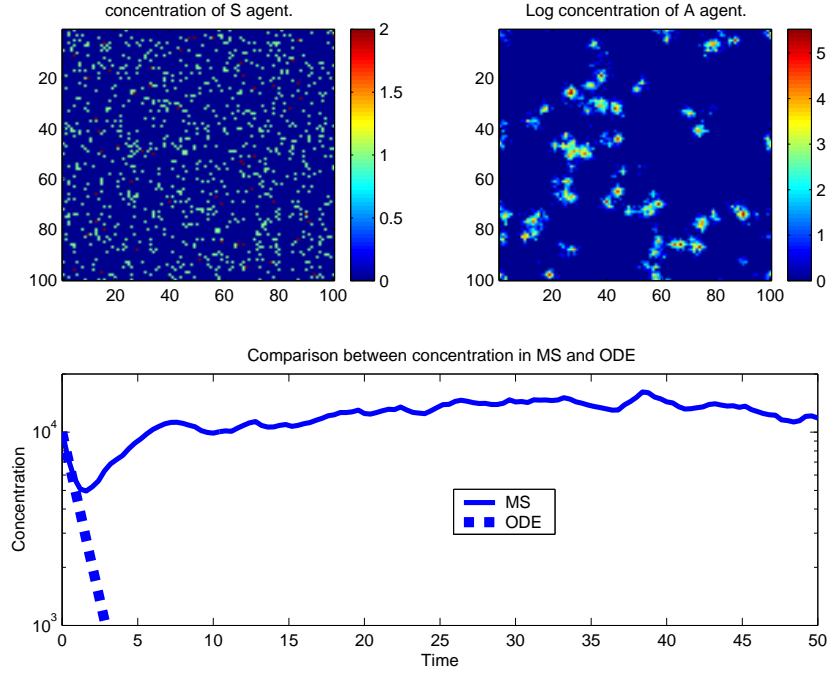 concentration of S agent.
20
40
60
80
100
20 40 60 80 100
2
1.5
1
0.5
0
Log concentration of A agent.
20
40
60
80
100
20 40 60 80 100
5
4
3
2
1
0
Comparison between concentration in MS and ODE
Concentration
10^4
10^3
MS
ODE
0 5 10 15 20 25 30 35 40 45 50
Time